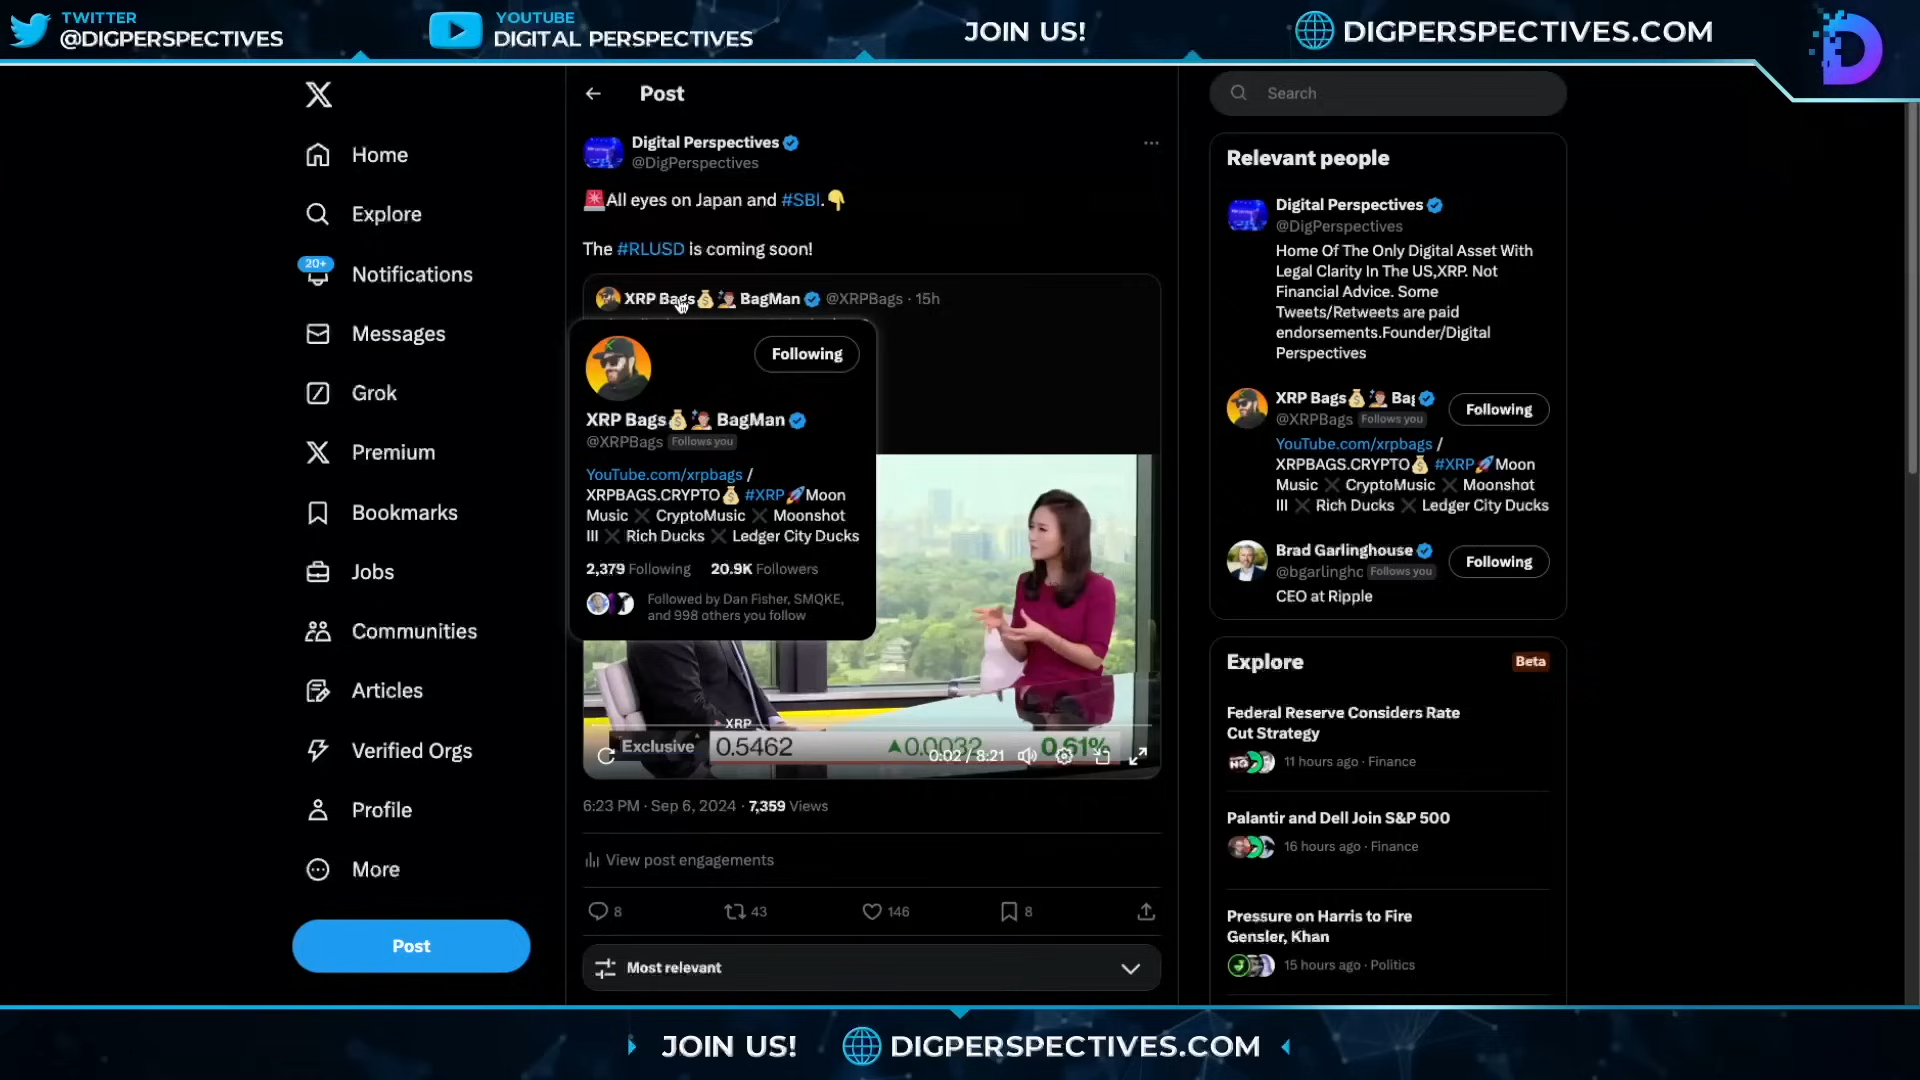 TWITTER
@DIGPERSPECTIVES
YOUTUBE
DIGITAL PERSPECTIVES
JOIN US!
DIGPERSPECTIVES.COM
Home
Explore
20+
Notifications
Messages
Grok
Premium
Bookmarks
Jobs
Communities
Articles
Verified Orgs
Profile
More
Post
Post
Digital Perspectives
@DigPerspectives
🚨All eyes on Japan and #SBI.👇
The #RLUSD is coming soon!
XRP Bags💰 BagMan @XRPBags · 15h
Following
XRP Bags💰 BagMan
@XRPBags Follows you
YouTube.com/xrpbags /
XRPBAGS.CRYPTO💰 #XRP🚀Moon
Music ✖️ CryptoMusic ✖️ Moonshot
III ✖️ Rich Ducks ✖️ Ledger City Ducks
2,379 Following 20.9K Followers
Followed by Dan Fisher, SMQKE,
and 998 others you follow
XRP
Exclusive 0.5462 ▲0.0032 0.61%
0:02 / 8:21
6:23 PM · Sep 6, 2024 · 7,359 Views
View post engagements
8 43 146 8
Most relevant
Search
Relevant people
Digital Perspectives
@DigPerspectives
Home Of The Only Digital Asset With
Legal Clarity In The US,XRP. Not
Financial Advice. Some
Tweets/Retweets are paid
endorsements.Founder/Digital
Perspectives
XRP Bags💰 Bag
@XRPBags Follows you
Following
YouTube.com/xrpbags /
XRPBAGS.CRYPTO💰 #XRP🚀Moon
Music ✖️ CryptoMusic ✖️ Moonshot
III ✖️ Rich Ducks ✖️ Ledger City Ducks
Brad Garlinghouse
@bgarlinghc Follows you
Following
CEO at Ripple
Explore
Beta
Federal Reserve Considers Rate
Cut Strategy
11 hours ago · Finance
Palantir and Dell Join S&P 500
16 hours ago · Finance
Pressure on Harris to Fire
Gensler, Khan
15 hours ago · Politics
JOIN US! DIGPERSPECTIVES.COM